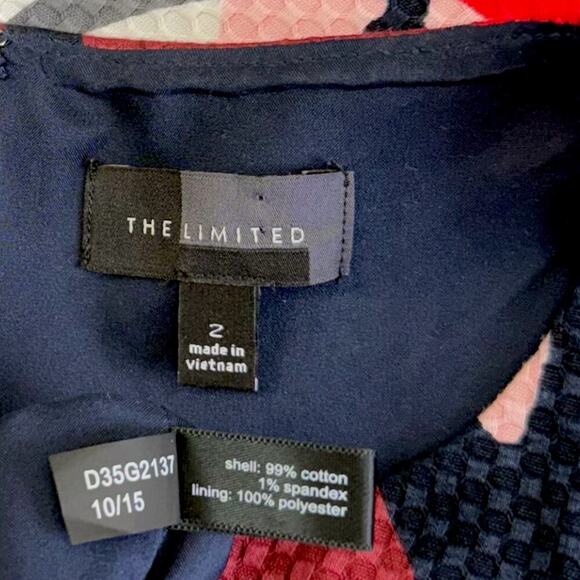 THE LIMITED
2
made in
vietnam
D35G2137
10/15
shell: 99% cotton
1% spandex
lining: 100% polyester